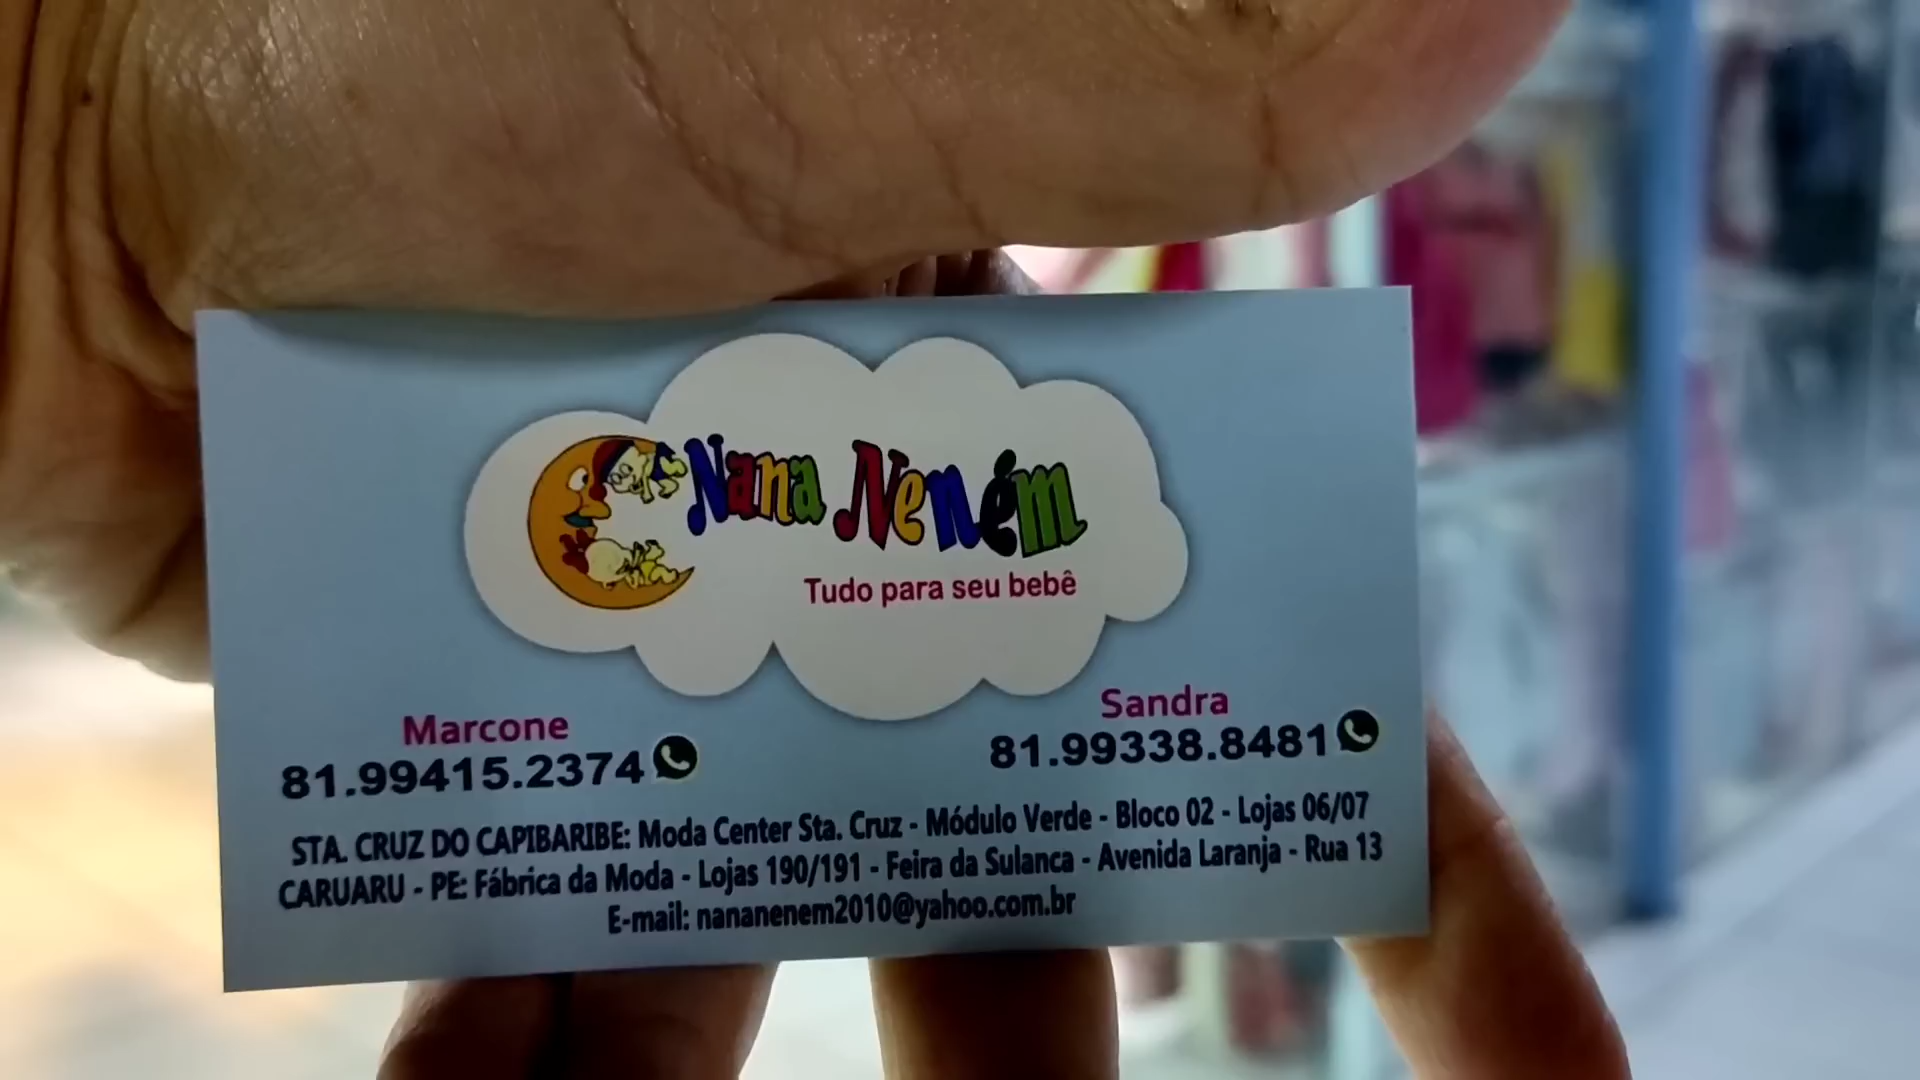 Nana Neném
Tudo para seu bebê
Marcone
81.99415.2374
Sandra
81.99338.8481
STA. CRUZ DO CAPIBARIBE: Moda Center Sta. Cruz - Módulo Verde - Bloco 02 - Lojas 06/07
CARUARU - PE: Fábrica da Moda - Lojas 190/191 - Feira da Sulanca - Avenida Laranja - Rua 13
E-mail: nananenem2010@yahoo.com.br